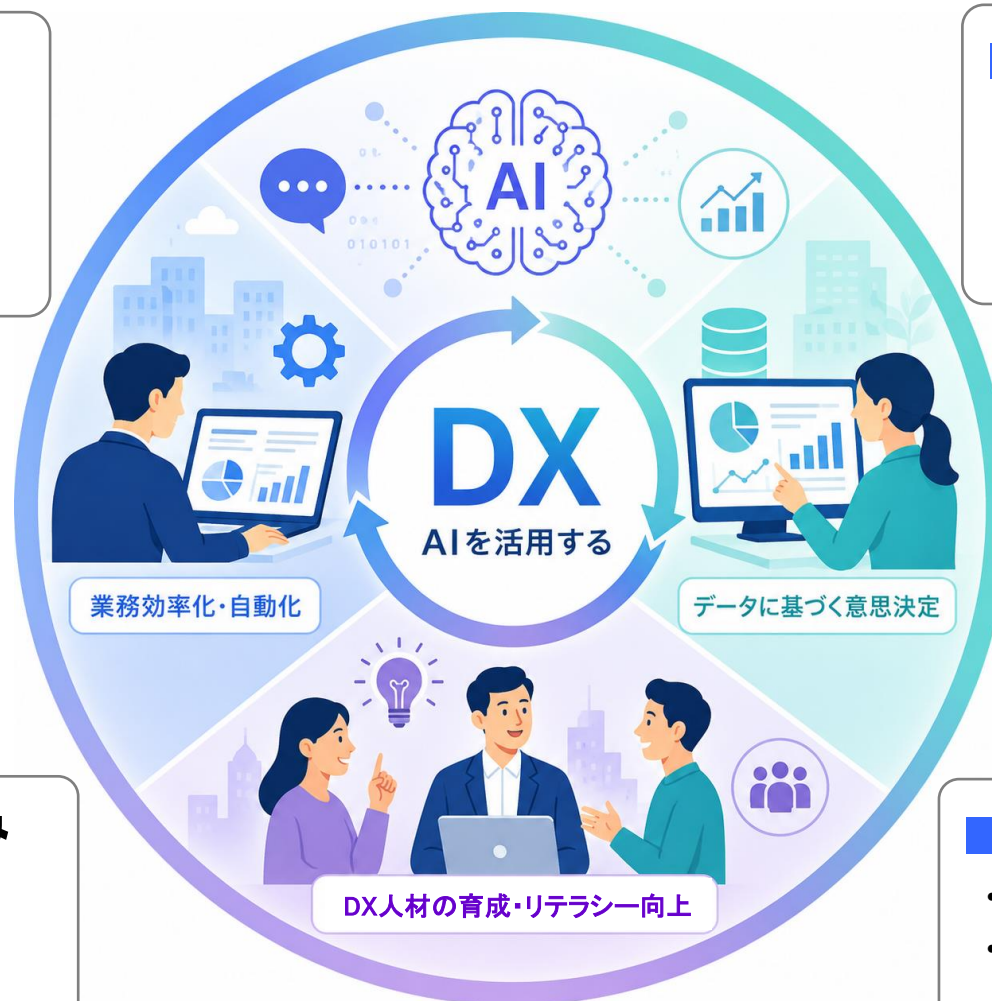 AI
010101
DX
AIを活用する
業務効率化・自動化
データに基づく意思決定
DX人材の育成・リテラシー向上